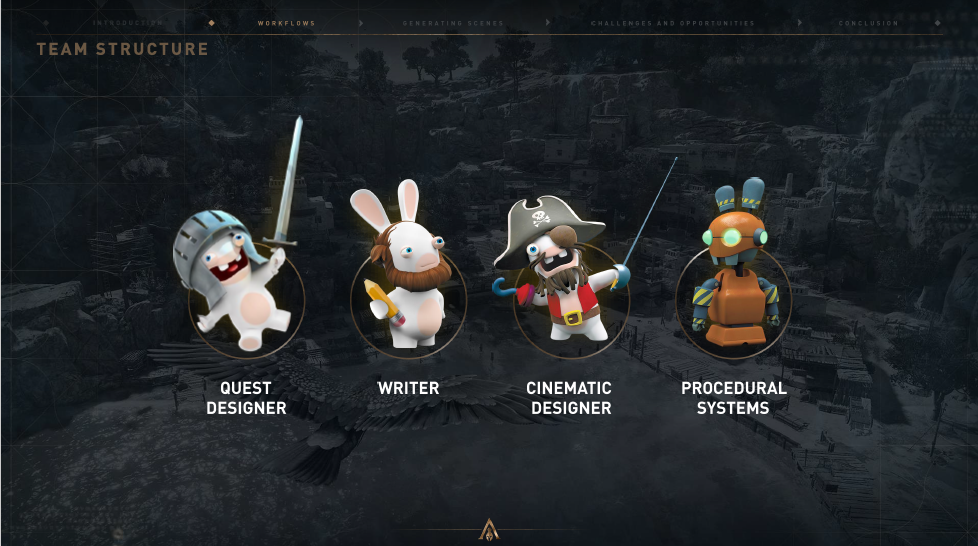 INTRODUCTION
WORKFLOWS
GENERATING SCENES
CHALLENGES AND OPPORTUNITIES
CONCLUSION
TEAM STRUCTURE
QUEST
DESIGNER
WRITER
CINEMATIC
DESIGNER
PROCEDURAL
SYSTEMS